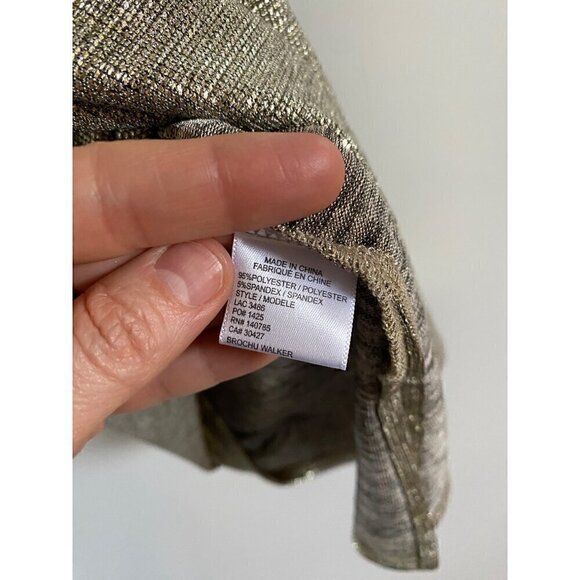 MADE IN CHINA
FABRIQUE EN CHINE
95%POLYESTER / POLYESTER
5%SPANDEX / SPANDEX
STYLE / MODELE
LAC 3486
PO# 1425
RN# 140785
CA# 30427
BROCHU WALKER